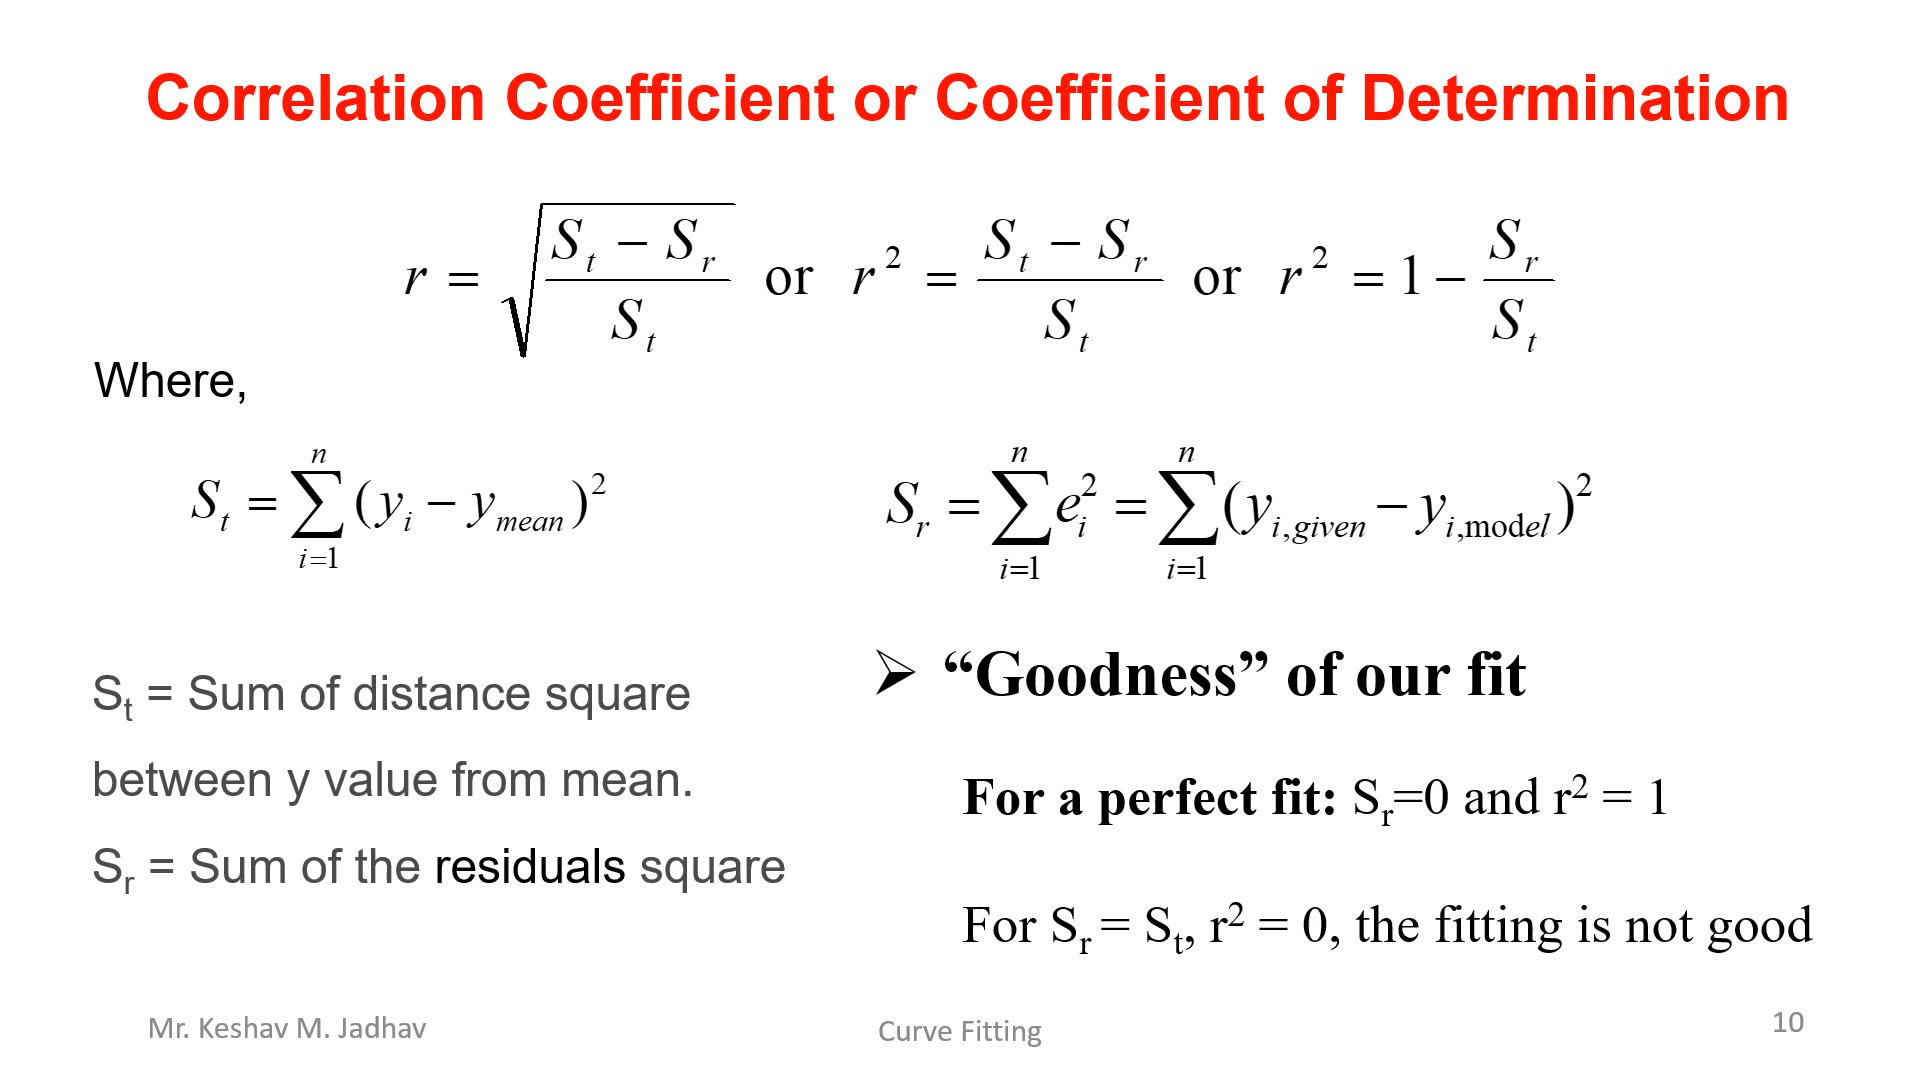 Correlation Coefficient or Coefficient of Determination
r = √((S_t − S_r) / S_t) or r² = (S_t − S_r) / S_t or r² = 1 − S_r / S_t
Where,
S_t = ∑_{i=1}^{n} (y_i − y_mean)²
S_r = ∑_{i=1}^{n} e_i² = ∑_{i=1}^{n} (y_{i,given} − y_{i,model})²
S_t = Sum of distance square
between y value from mean.
S_r = Sum of the residuals square
➢ “Goodness” of our fit
For a perfect fit: S_r=0 and r² = 1
For S_r = S_t, r² = 0, the fitting is not good
Mr. Keshav M. Jadhav
Curve Fitting
10